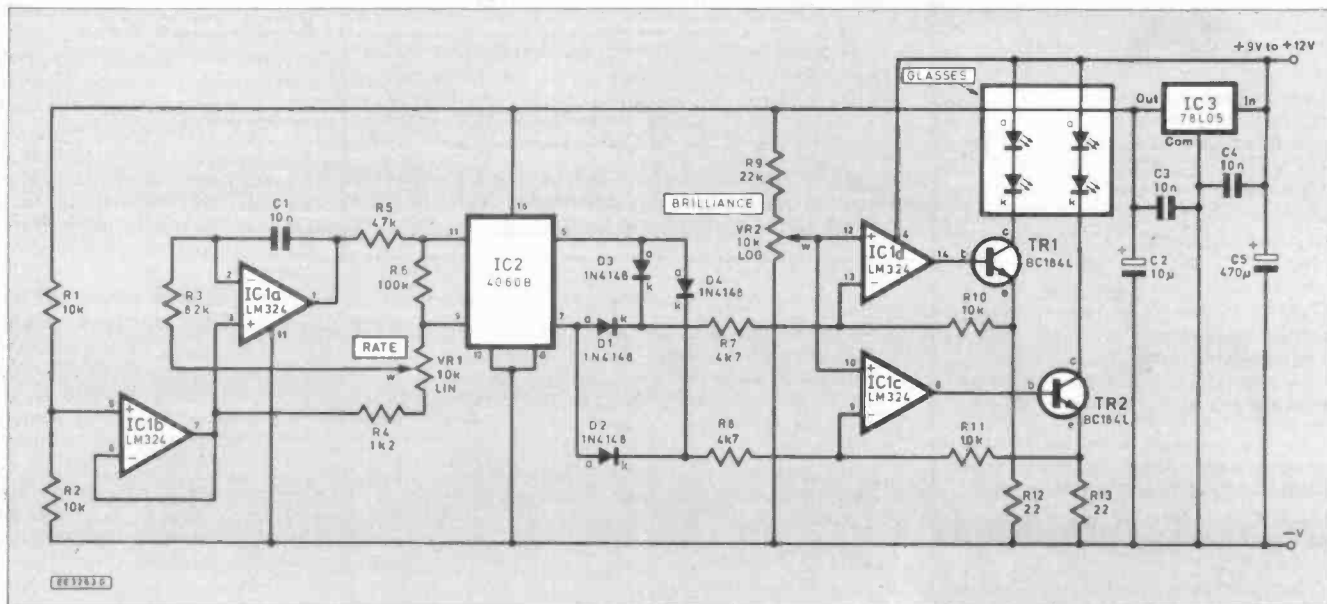 +9V to +12V
GLASSES
Out
IC3
78L05
In
Com
C4
10n
C3
10n
C2
10µ
C5
470µ
R9
22k
BRILLIANCE
VR2
10k
LOG
w
12
+
13
−
4
IC1d
LM324
14
b
c
e
TR1
BC184L
a
k
a
k
R10
10k
10
+
9
−
IC1c
LM324
8
b
c
e
TR2
BC184L
R11
10k
R12
22
R13
22
C1
10n
R5
47k
R6
100k
11
IC2
4060B
5
7
12
8
D3
1N4148
a
k
D4
1N4148
a
k
a
k
D1
1N4148
R7
4k7
D2
1N4148
a
k
R8
4k7
R1
10k
R3
82k
2
−
3
+
IC1a
LM324
1
11
RATE
w
VR1
10k
LIN
R4
1k2
+
6
−
IC1b
LM324
7
R2
10k
−V